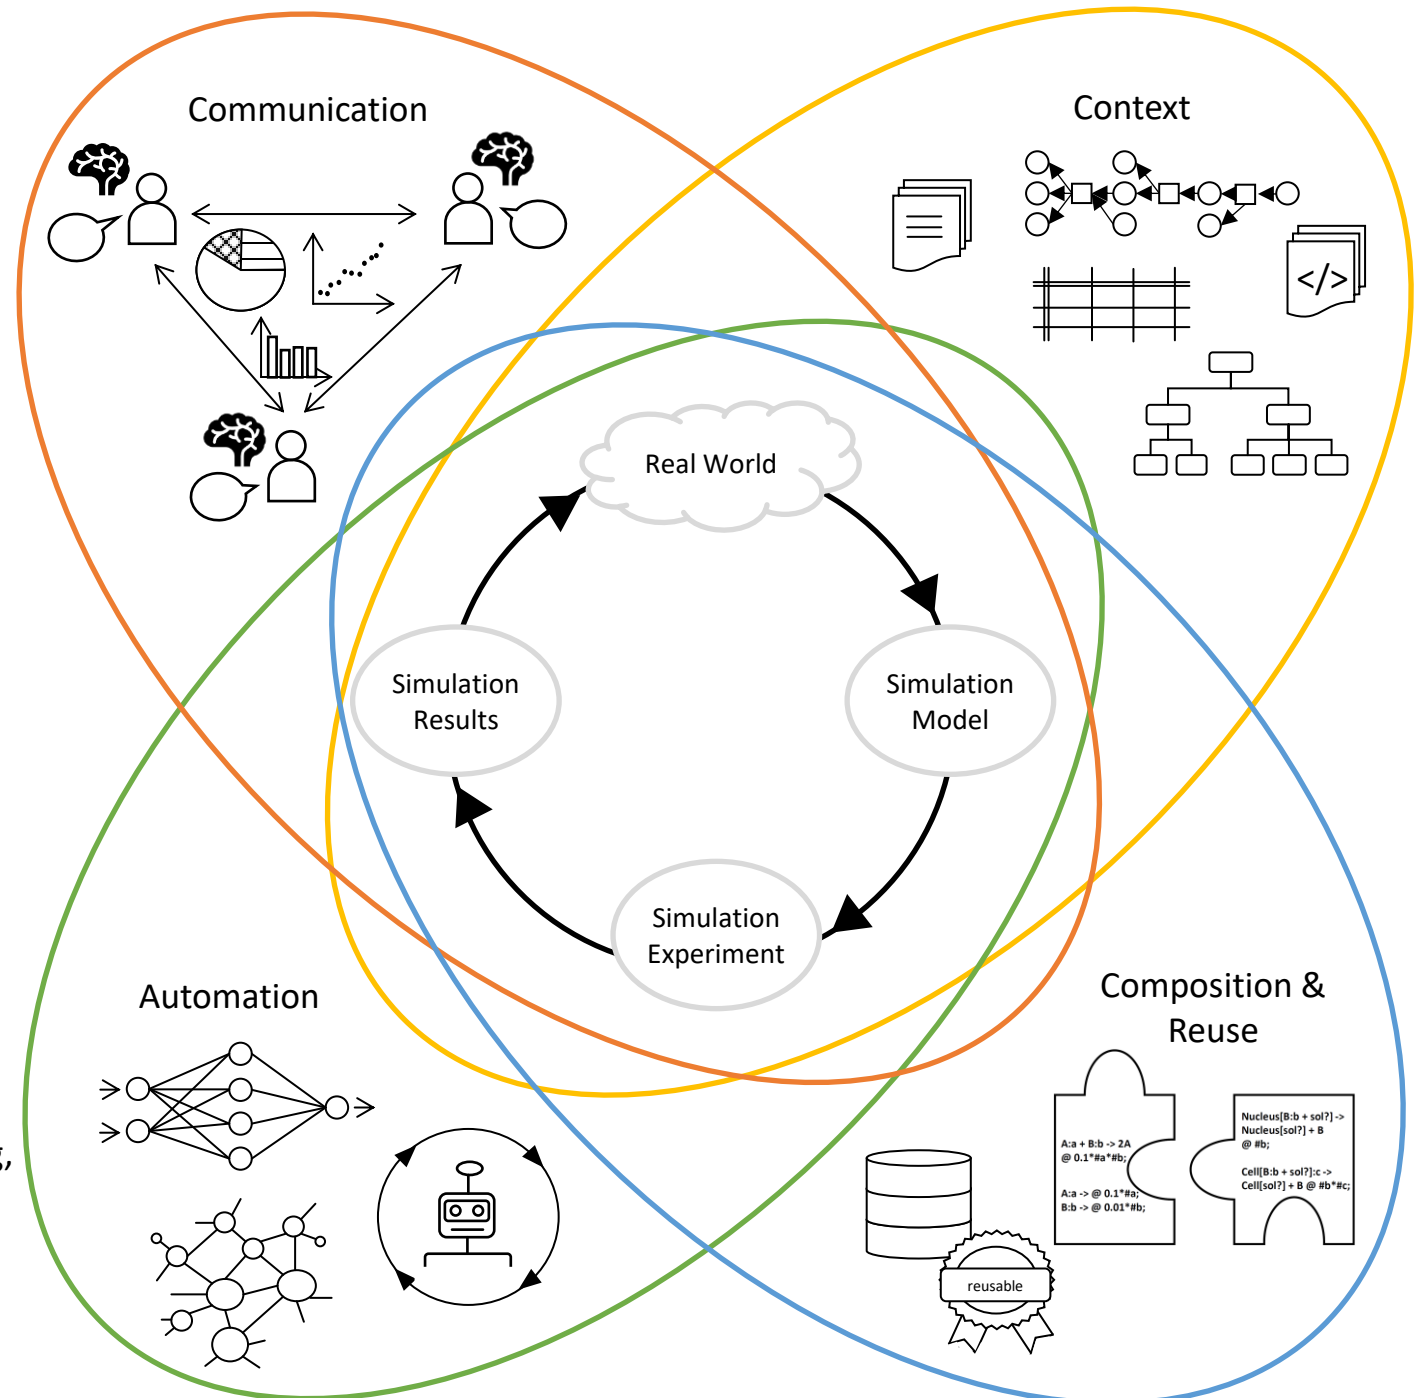 Communication
Context
</>
Real World
Simulation
Results
Simulation
Model
Simulation
Experiment
Automation
Composition &
Reuse
g,
A:a + B:b -> 2A
@ 0.1*#a*#b;
A:a -> @ 0.1*#a;
B:b -> @ 0.01*#b;
Nucleus[B:b + sol?] ->
Nucleus[sol?] + B
@ #b;
Cell[B:b + sol?]:c ->
Cell[sol?] + B @ #b*#c;
reusable